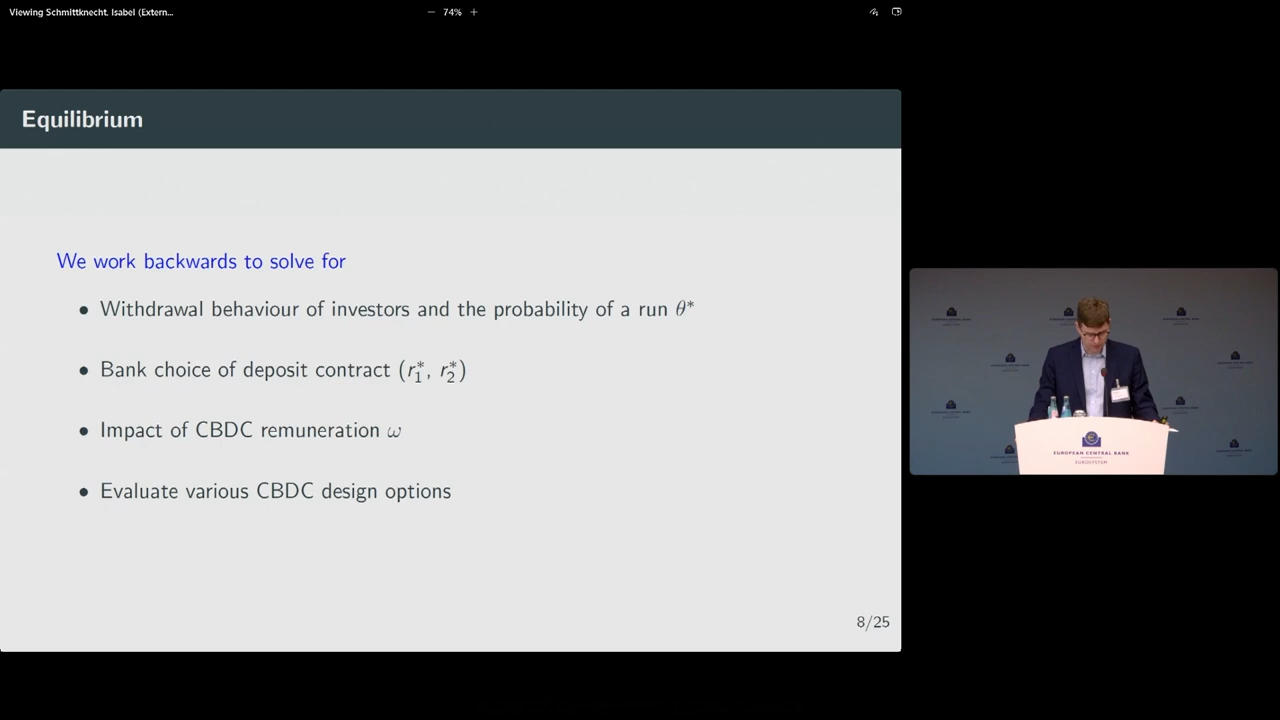 Viewing Schmittknecht, Isabel (Extern...
— 74% +
Equilibrium
We work backwards to solve for
• Withdrawal behaviour of investors and the probability of a run θ*
• Bank choice of deposit contract (r₁*, r₂*)
• Impact of CBDC remuneration ω
• Evaluate various CBDC design options
8/25
EUROPEAN CENTRAL BANK
EUROSYSTEM